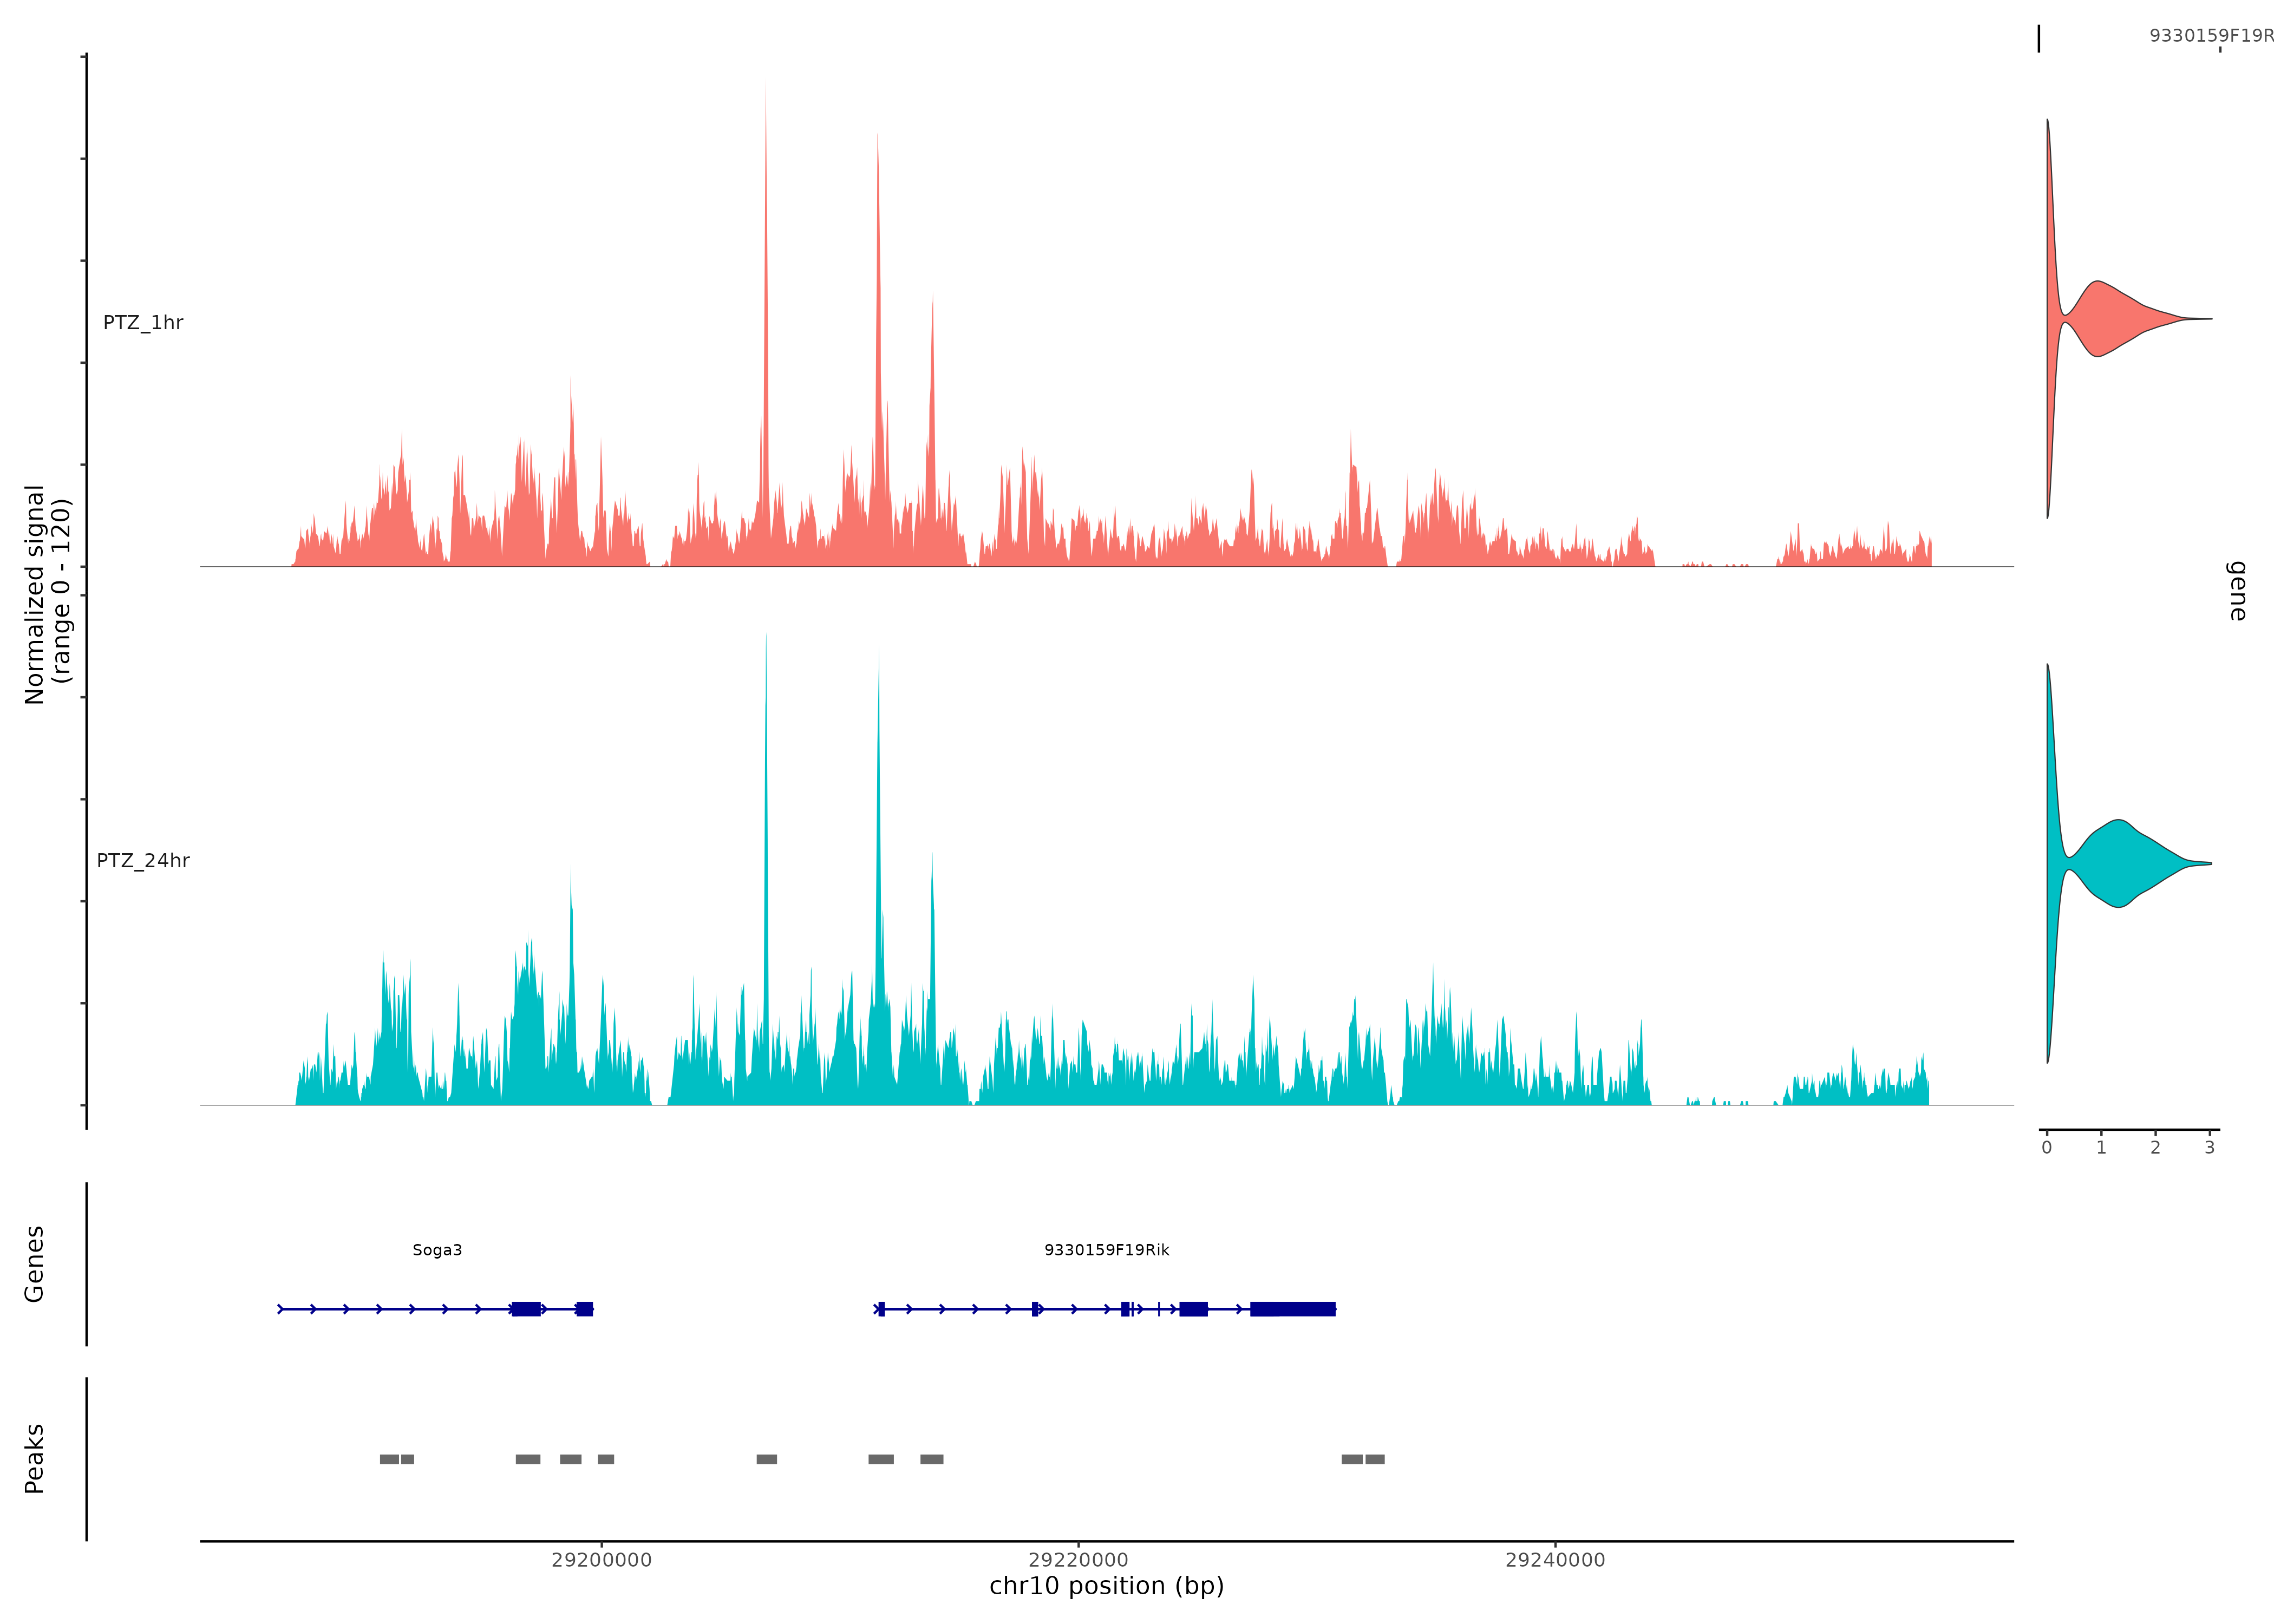 9330159F19R
Normalized signal
(range 0 - 120)
PTZ_1hr
PTZ_24hr
gene
0 1 2 3
Genes
Soga3
9330159F19Rik
Peaks
29200000 29220000 29240000
chr10 position (bp)